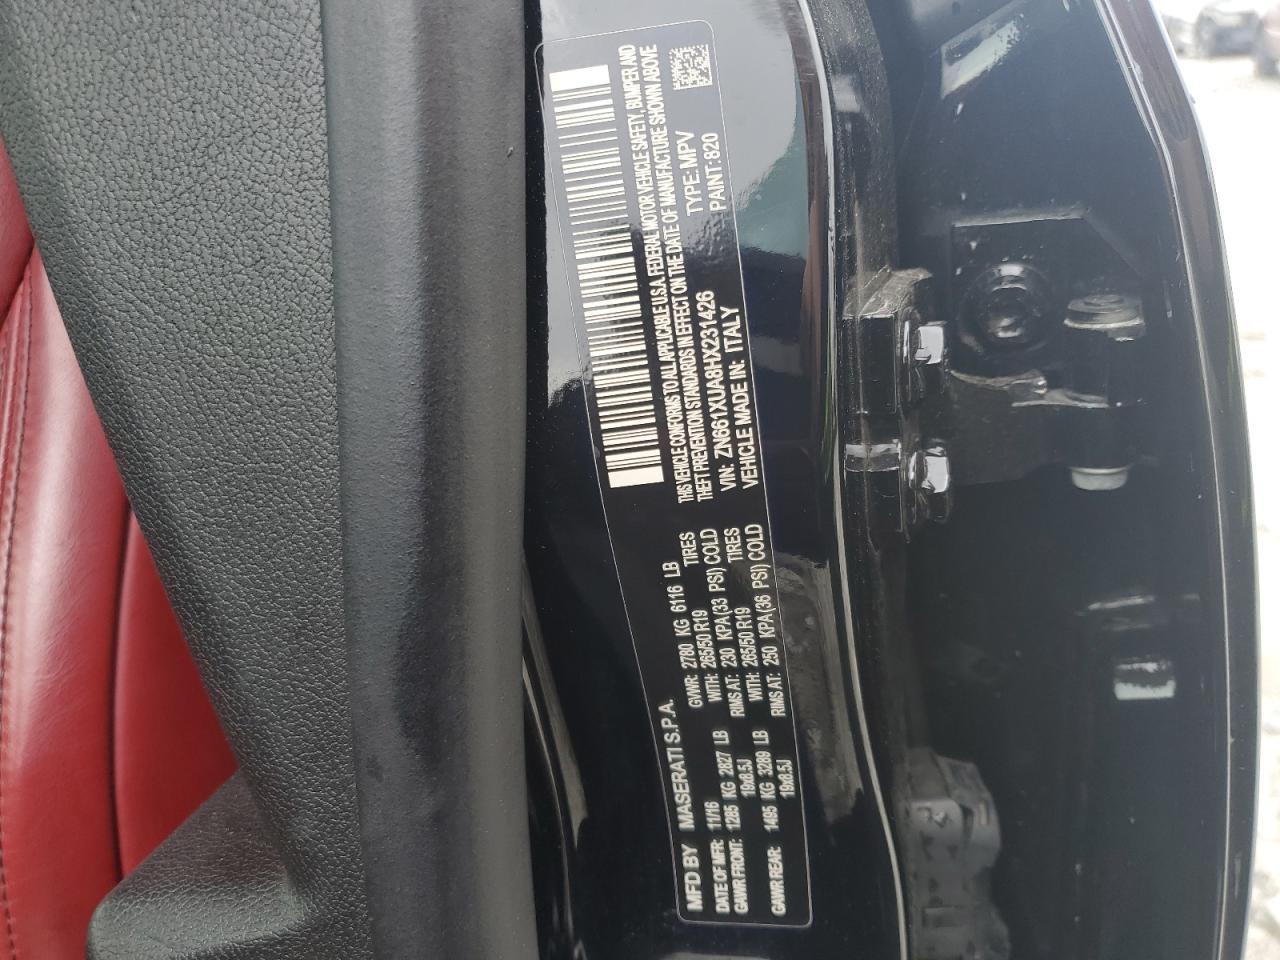 MFD BY MASERATI S.P.A.
DATE OF MFR: 11/16 GVWR: 2780 KG 6116 LB
GAWR FRONT: 1285 KG 2827 LB WITH: 265/50 R19 TIRES
19x8.5J RIMS AT: 230 KPA(33 PSI) COLD
GAWR REAR: 1495 KG 3289 LB WITH: 265/50 R19 TIRES
19x8.5J RIMS AT: 250 KPA(36 PSI) COLD
THIS VEHICLE CONFORMS TO ALL APPLICABLE U.S.A. FEDERAL MOTOR VEHICLE SAFETY, BUMPER AND
THEFT PREVENTION STANDARDS IN EFFECT ON THE DATE OF MANUFACTURE SHOWN ABOVE
VIN: ZN661XUA8HX231426 TYPE: MPV
VEHICLE MADE IN: ITALY PAINT: 820